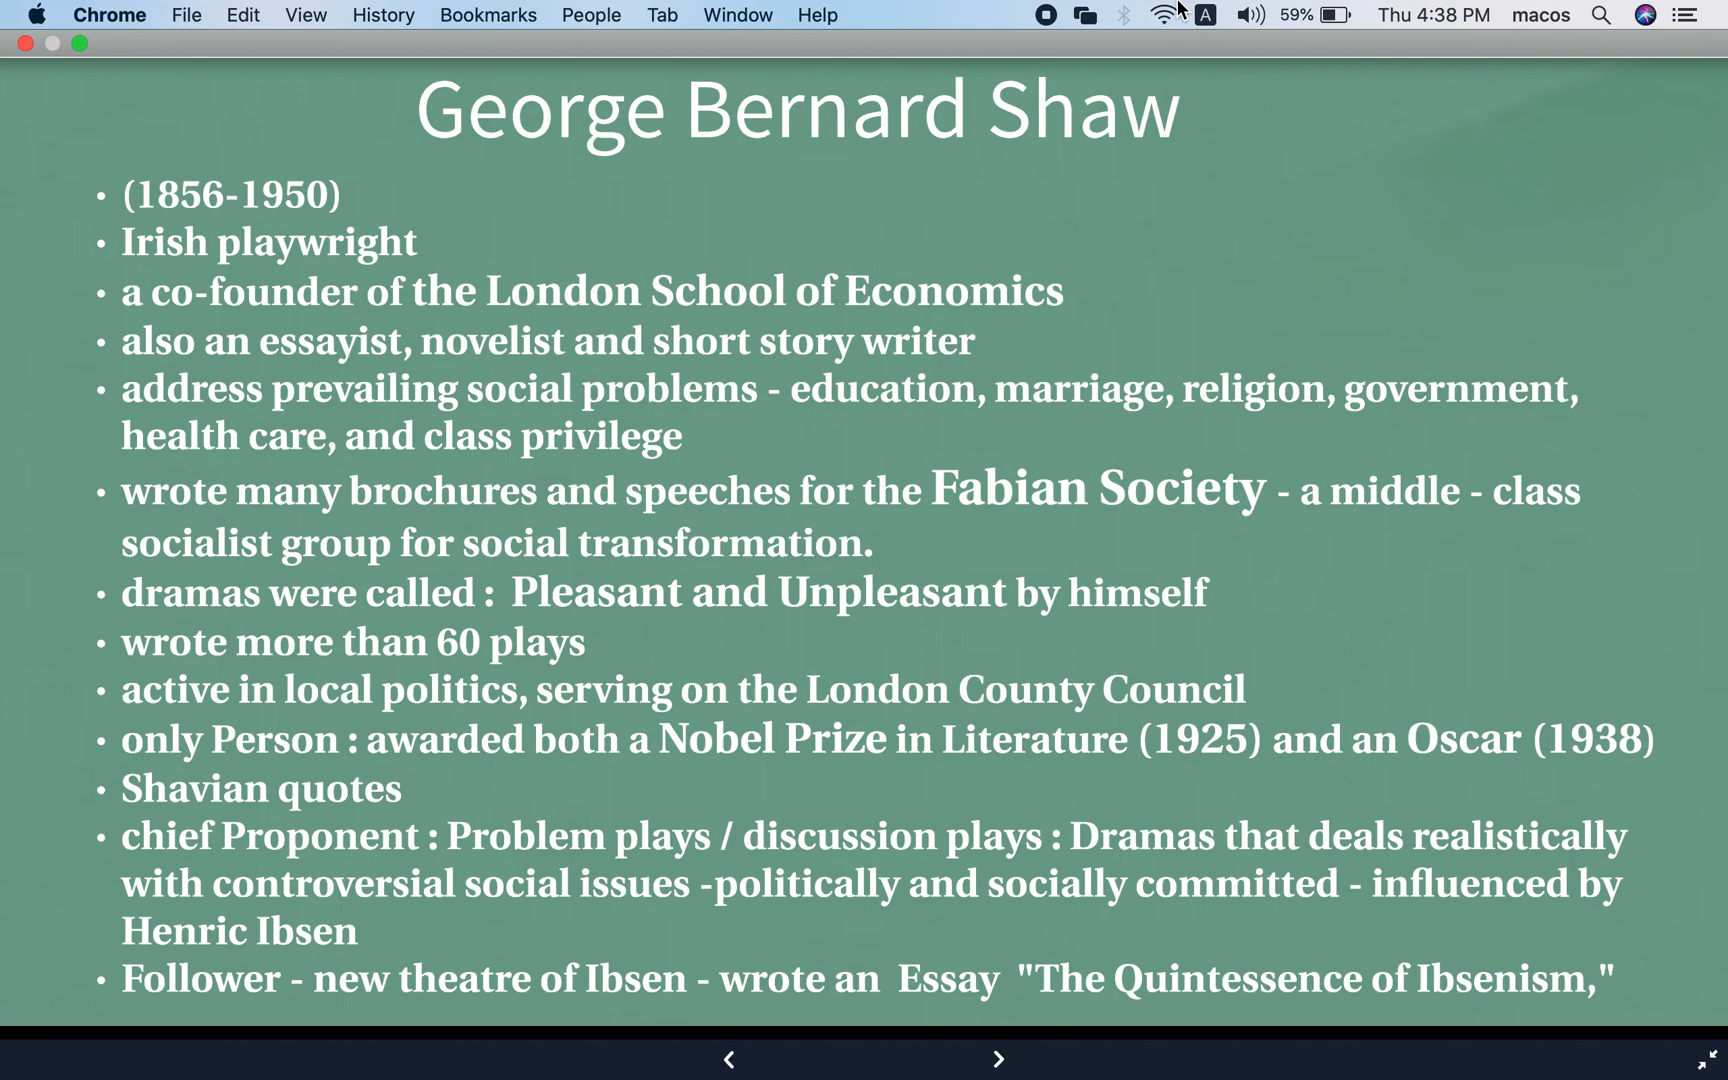 Chrome File Edit View History Bookmarks People Tab Window Help A 59% Thu 4:38 PM macos
George Bernard Shaw
• (1856-1950)
• Irish playwright
• a co-founder of the London School of Economics
• also an essayist, novelist and short story writer
• address prevailing social problems - education, marriage, religion, government,
health care, and class privilege
• wrote many brochures and speeches for the Fabian Society - a middle - class
socialist group for social transformation.
• dramas were called : Pleasant and Unpleasant by himself
• wrote more than 60 plays
• active in local politics, serving on the London County Council
• only Person : awarded both a Nobel Prize in Literature (1925) and an Oscar (1938)
• Shavian quotes
• chief Proponent : Problem plays / discussion plays : Dramas that deals realistically
with controversial social issues -politically and socially committed - influenced by
Henric Ibsen
• Follower - new theatre of Ibsen - wrote an Essay "The Quintessence of Ibsenism,"